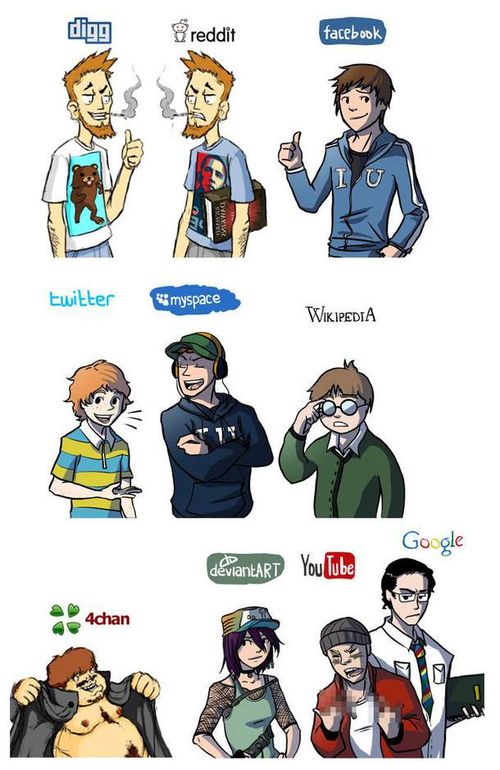 digg
reddit
facebook
I U
twitter
myspace
WIKIPEDIA
4chan
deviantART
YouTube
Google